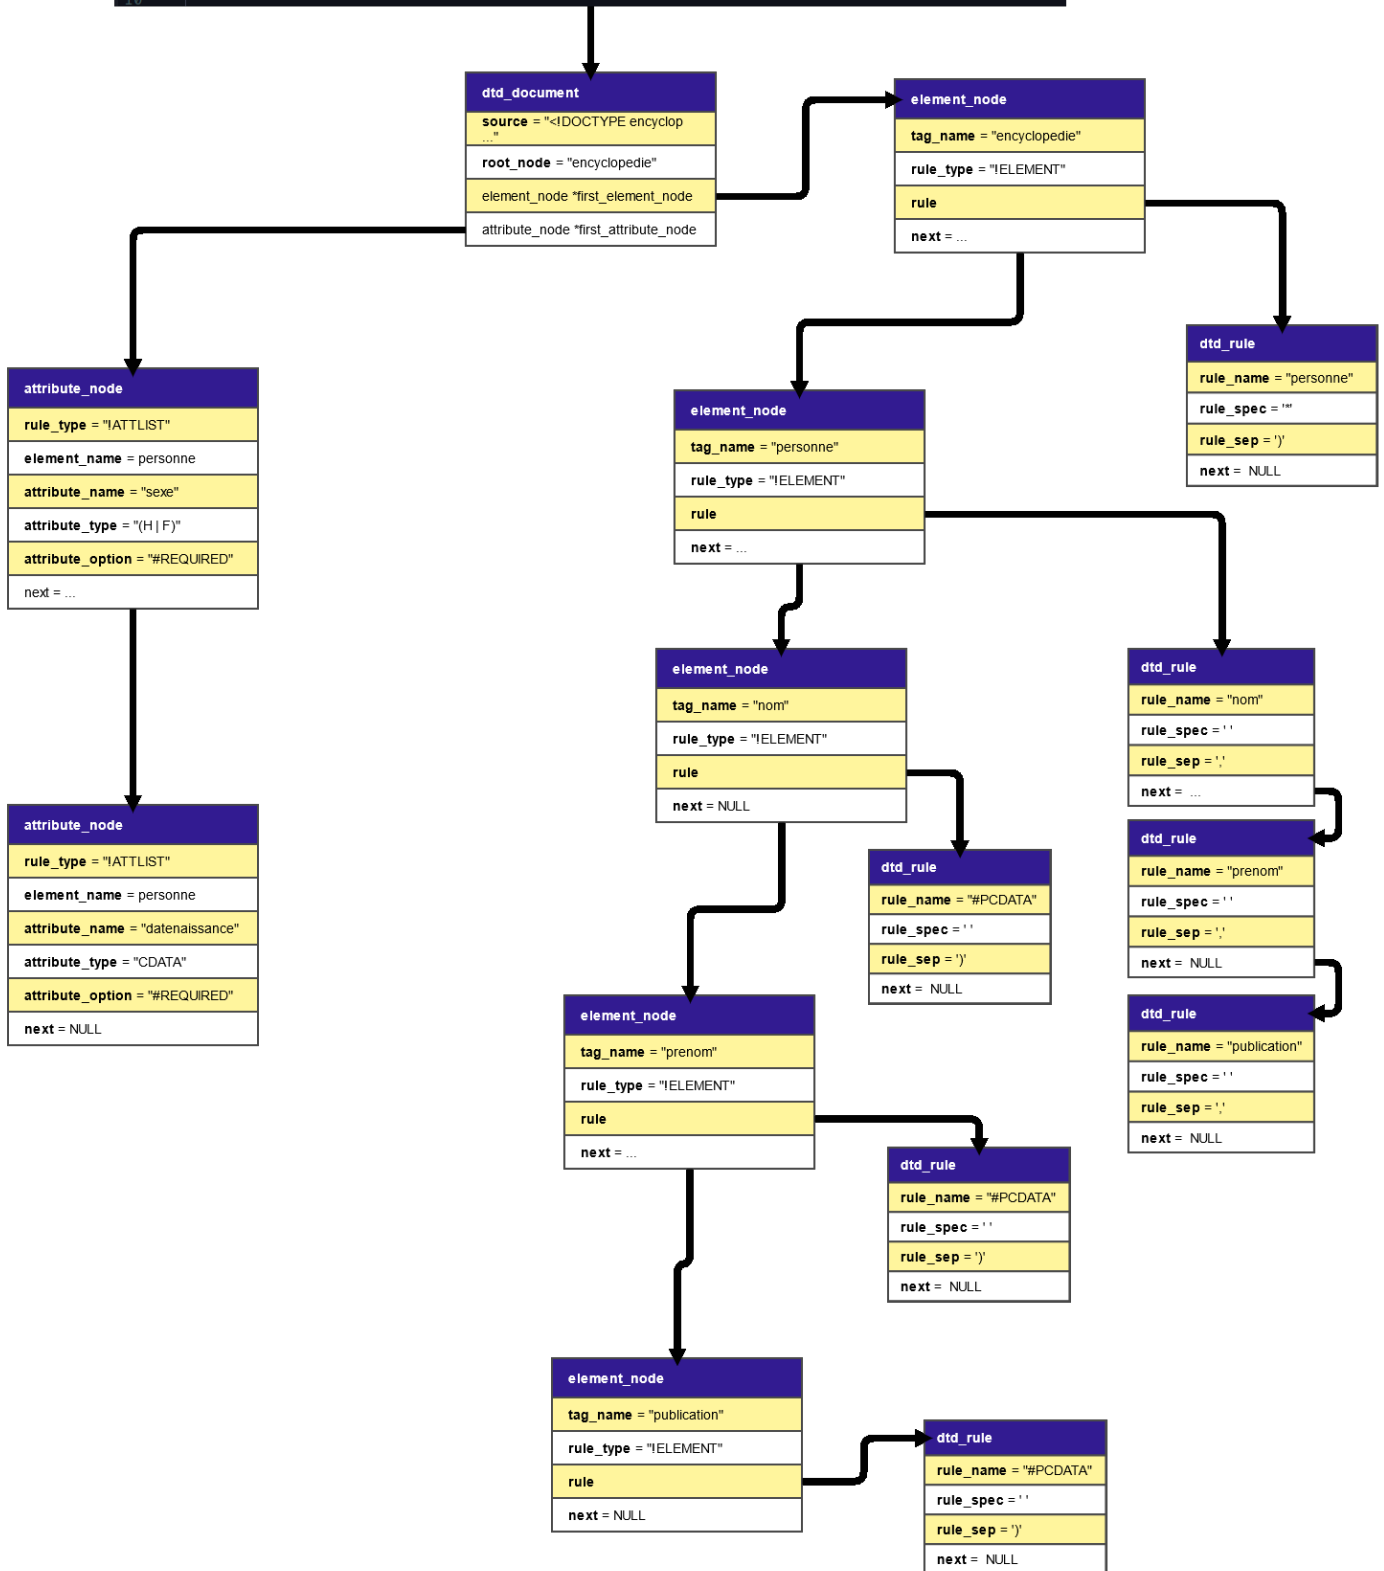 10
dtd_document
source = "<!DOCTYPE encyclop
..."
root_node = "encyclopedie"
element_node *first_element_node
attribute_node *first_attribute_node
element_node
tag_name = "encyclopedie"
rule_type = "!ELEMENT"
rule
next = ...
dtd_rule
rule_name = "personne"
rule_spec = '*'
rule_sep = ')'
next = NULL
attribute_node
rule_type = "!ATTLIST"
element_name = personne
attribute_name = "sexe"
attribute_type = "(H | F)"
attribute_option = "#REQUIRED"
next = ...
element_node
tag_name = "personne"
rule_type = "!ELEMENT"
rule
next = ...
element_node
tag_name = "nom"
rule_type = "!ELEMENT"
rule
next = NULL
dtd_rule
rule_name = "nom"
rule_spec = ' '
rule_sep = ','
next = ...
dtd_rule
rule_name = "prenom"
rule_spec = ' '
rule_sep = ','
next = NULL
dtd_rule
rule_name = "publication"
rule_spec = ' '
rule_sep = ','
next = NULL
attribute_node
rule_type = "!ATTLIST"
element_name = personne
attribute_name = "datenaissance"
attribute_type = "CDATA"
attribute_option = "#REQUIRED"
next = NULL
dtd_rule
rule_name = "#PCDATA"
rule_spec = ' '
rule_sep = ')'
next = NULL
element_node
tag_name = "prenom"
rule_type = "!ELEMENT"
rule
next = ...
dtd_rule
rule_name = "#PCDATA"
rule_spec = ' '
rule_sep = ')'
next = NULL
element_node
tag_name = "publication"
rule_type = "!ELEMENT"
rule
next = NULL
dtd_rule
rule_name = "#PCDATA"
rule_spec = ' '
rule_sep = ')'
next = NULL